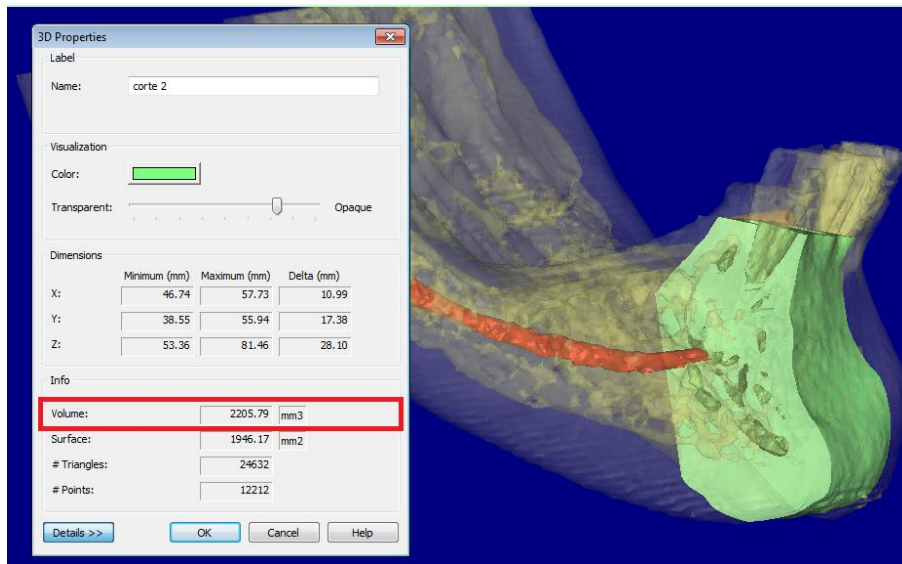 3D Properties
Label
Name: corte 2
Visualization
Color:
Transparent: Opaque
Dimensions
Minimum (mm) Maximum (mm) Delta (mm)
X: 46.74 57.73 10.99
Y: 38.55 55.94 17.38
Z: 53.36 81.46 28.10
Info
Volume: 2205.79 mm3
Surface: 1946.17 mm2
# Triangles: 24632
# Points: 12212
Details >> OK Cancel Help